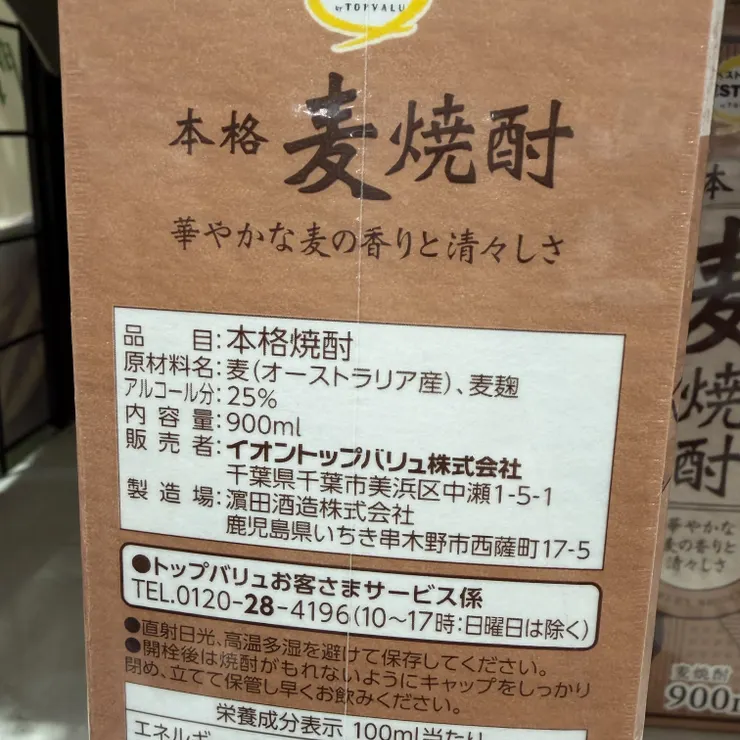 by TOPVALU
本格 麦焼酎
華やかな麦の香りと清々しさ
品 目:本格焼酎
原材料名:麦(オーストラリア産)、麦麹
アルコール分:25%
内容量:900ml
販売者:イオントップバリュ株式会社
千葉県千葉市美浜区中瀬1-5-1
製造場:濵田酒造株式会社
鹿児島県いちき串木野市西薩町17-5
●トップバリュお客さまサービス係
TEL.0120-28-4196(10〜17時:日曜日は除く)
●直射日光、高温多湿を避けて保存してください。
●開栓後は焼酎がもれないようにキャップをしっかり
閉め、立てて保管し早くお飲みください。
栄養成分表示 100ml当たり
エネルギ
本
麦焼酎
華やかな
麦の香りと
清々しさ
麦焼酎
900m